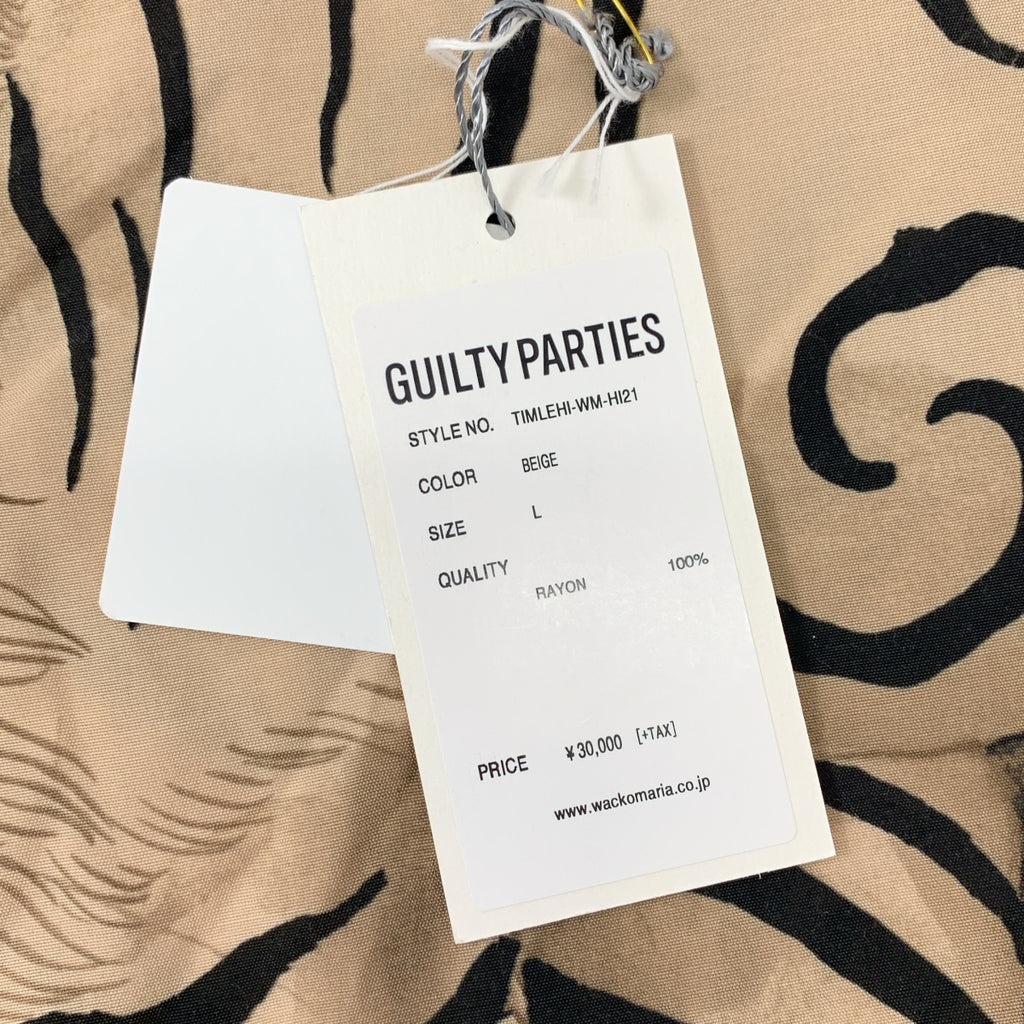 GUILTY PARTIES
STYLE NO. TIMLEHI-WM-HI21
COLOR BEIGE
SIZE L
QUALITY
RAYON 100%
PRICE ¥30,000 [+TAX]
www.wackomaria.co.jp